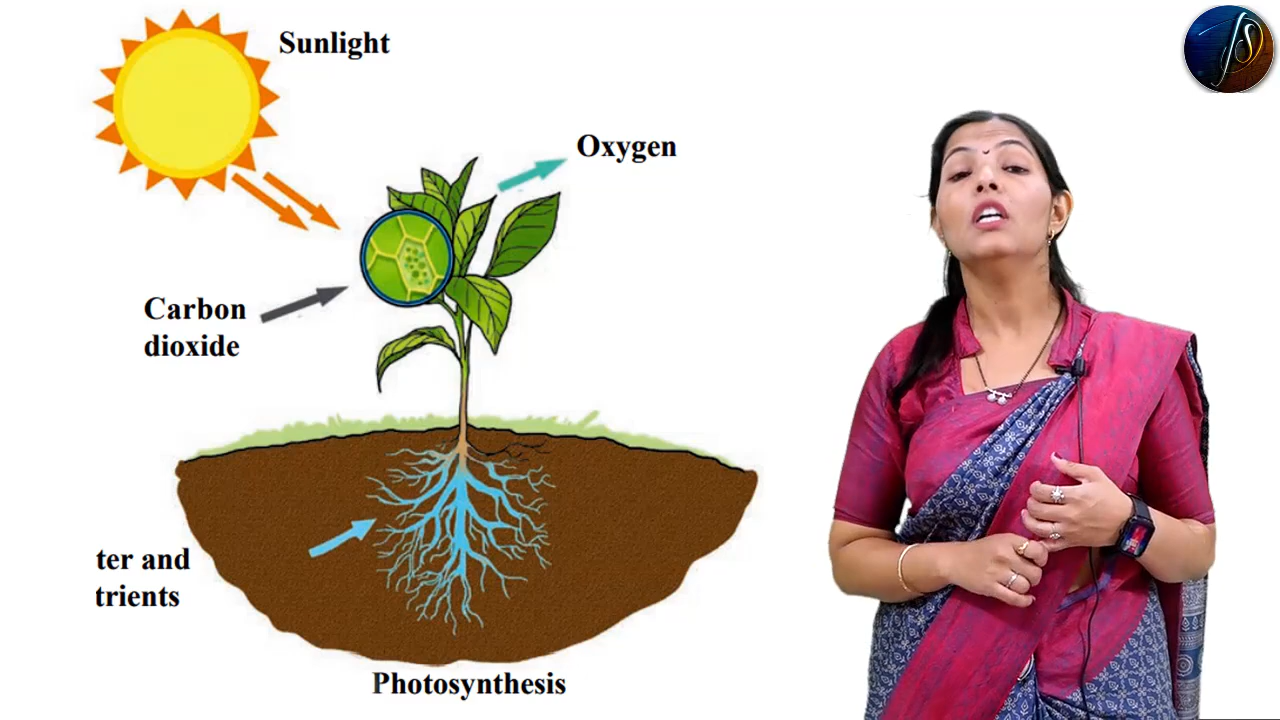 Sunlight
Oxygen
Carbon
dioxide
ter and
trients
Photosynthesis